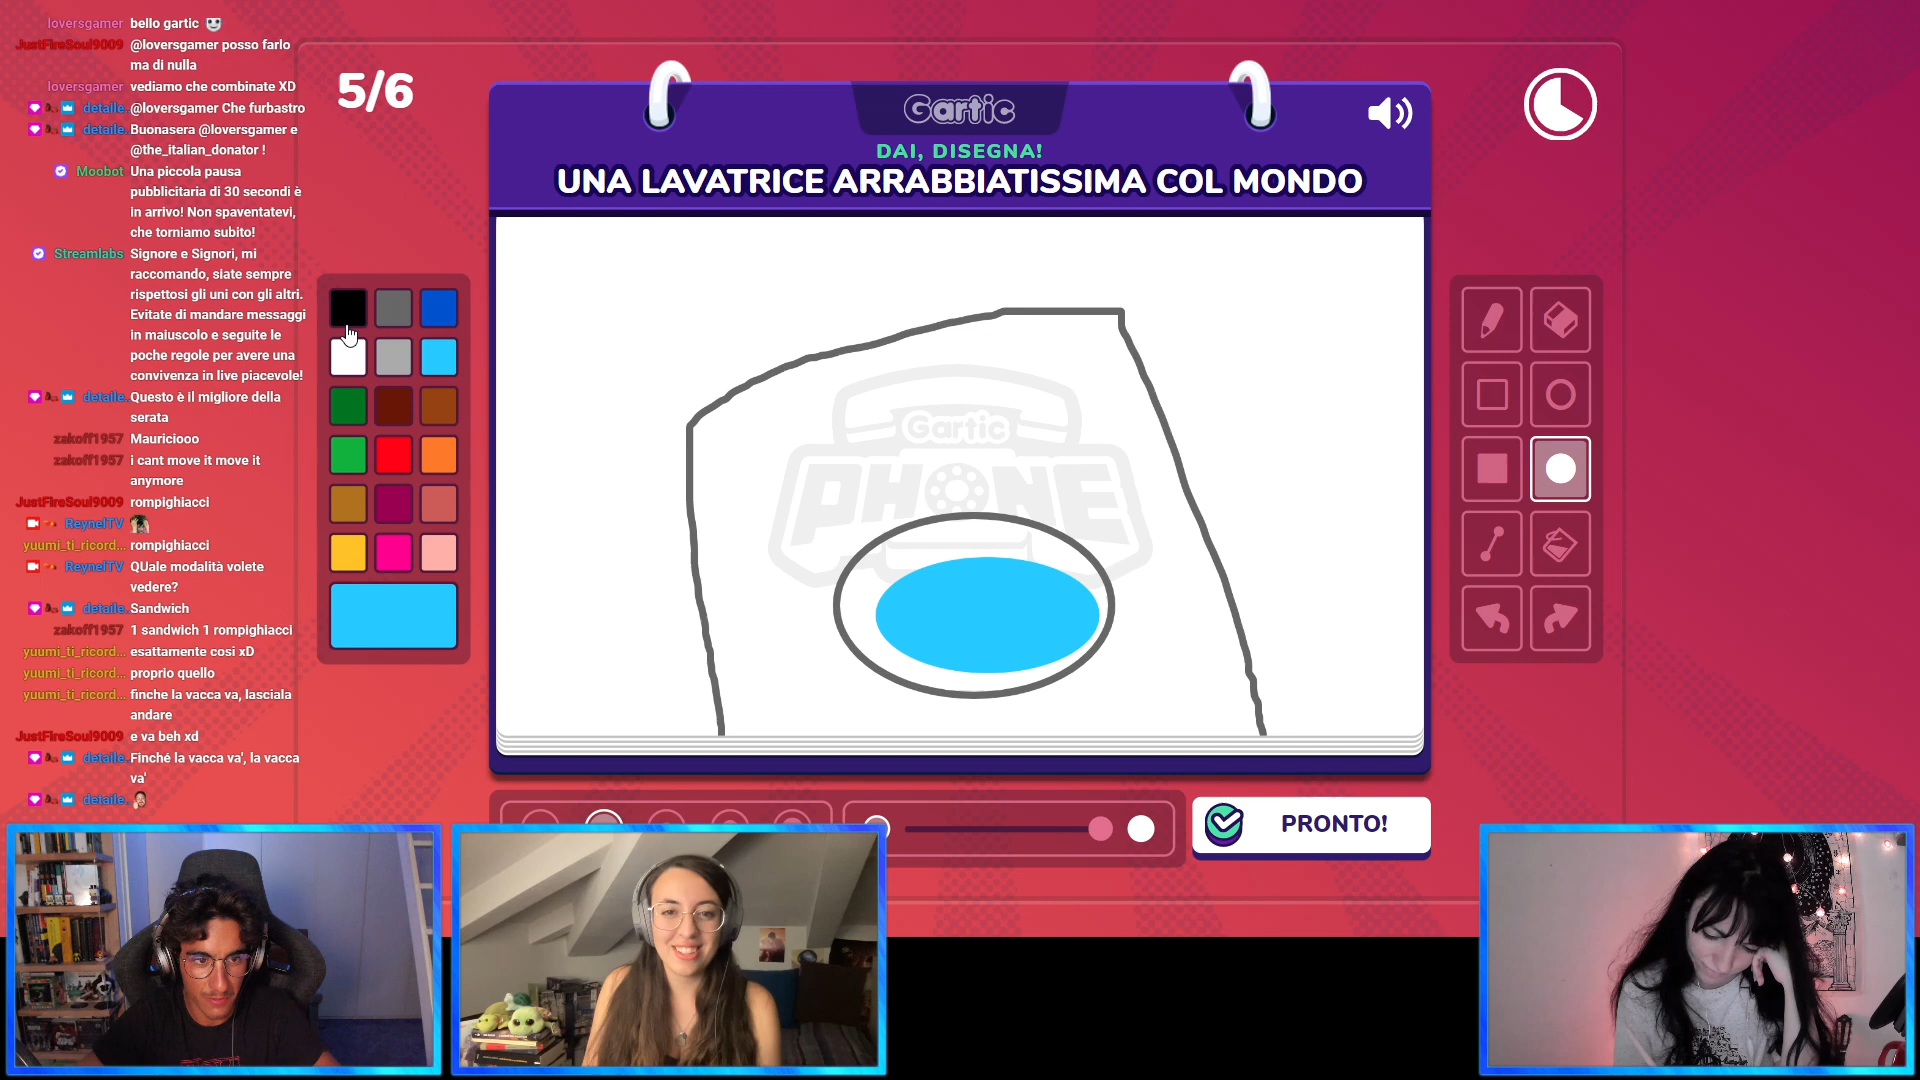 loversgamer bello gartic
JustFireSoul9009 @loversgamer posso farlo
ma di nulla
loversgamer vediamo che combinate XD
detaile... @loversgamer Che furbastro
detaile... Buonasera @loversgamer e
@the_italian_donator !
Moobot Una piccola pausa
pubblicitaria di 30 secondi è
in arrivo! Non spaventatevi,
che torniamo subito!
Streamlabs Signore e Signori, mi
raccomando, siate sempre
rispettosi gli uni con gli altri.
Evitate di mandare messaggi
in maiuscolo e seguite le
poche regole per avere una
convivenza in live piacevole!
detaile... Questo è il migliore della
serata
zakoff1957 Mauriciooo
zakoff1957 i cant move it move it
anymore
JustFireSoul9009 rompighiacci
ReynelTV
yuumi_ti_ricord... rompighiacci
ReynelTV QUale modalità volete
vedere?
detaile... Sandwich
zakoff1957 1 sandwich 1 rompighiacci
yuumi_ti_ricord... esattamente cosi xD
yuumi_ti_ricord... proprio quello
yuumi_ti_ricord... finche la vacca va, lasciala
andare
JustFireSoul9009 e va beh xd
detaile... Finché la vacca va', la vacca
va'
detaile...
5/6
Gartic
DAI, DISEGNA!
UNA LAVATRICE ARRABBIATISSIMA COL MONDO
Gartic
PHONE
PRONTO!